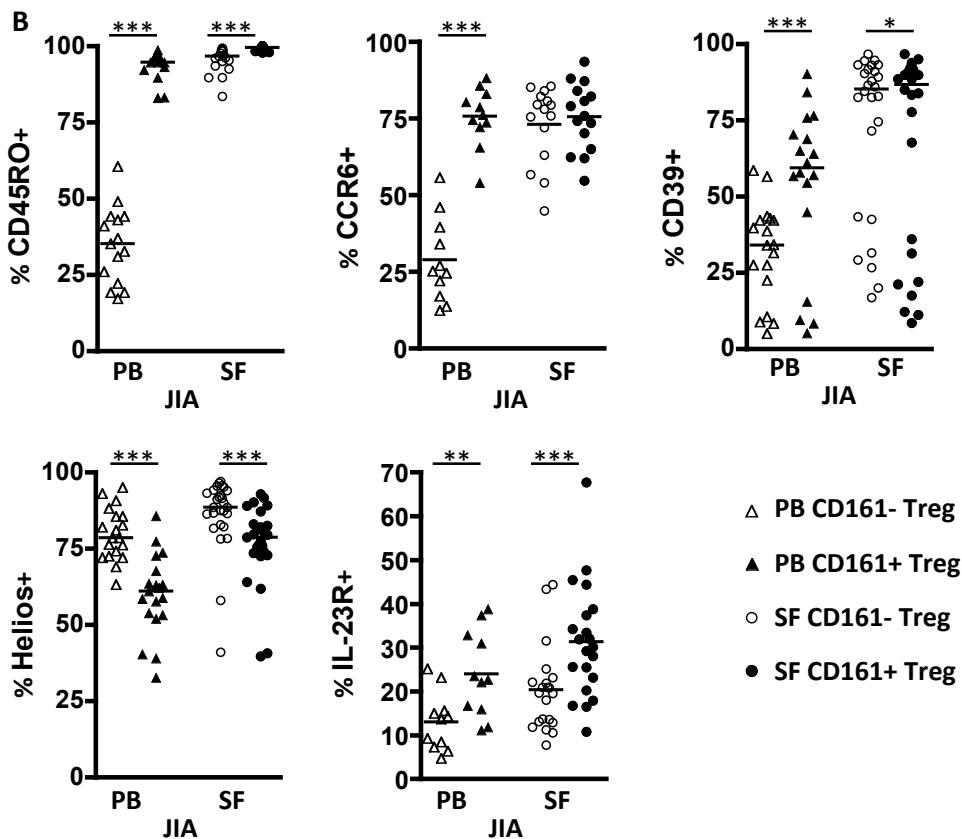 B
***
***
100
75
50
25
0
% CD45RO+
PB
SF
JIA
***
100
75
50
25
0
% CCR6+
PB
SF
JIA
***
*
100
75
50
25
0
% CD39+
PB
SF
JIA
***
***
100
75
50
25
0
% Helios+
PB
SF
JIA
**
***
70
60
50
40
30
20
10
0
% IL-23R+
PB
SF
JIA
PB CD161- Treg
PB CD161+ Treg
SF CD161- Treg
SF CD161+ Treg